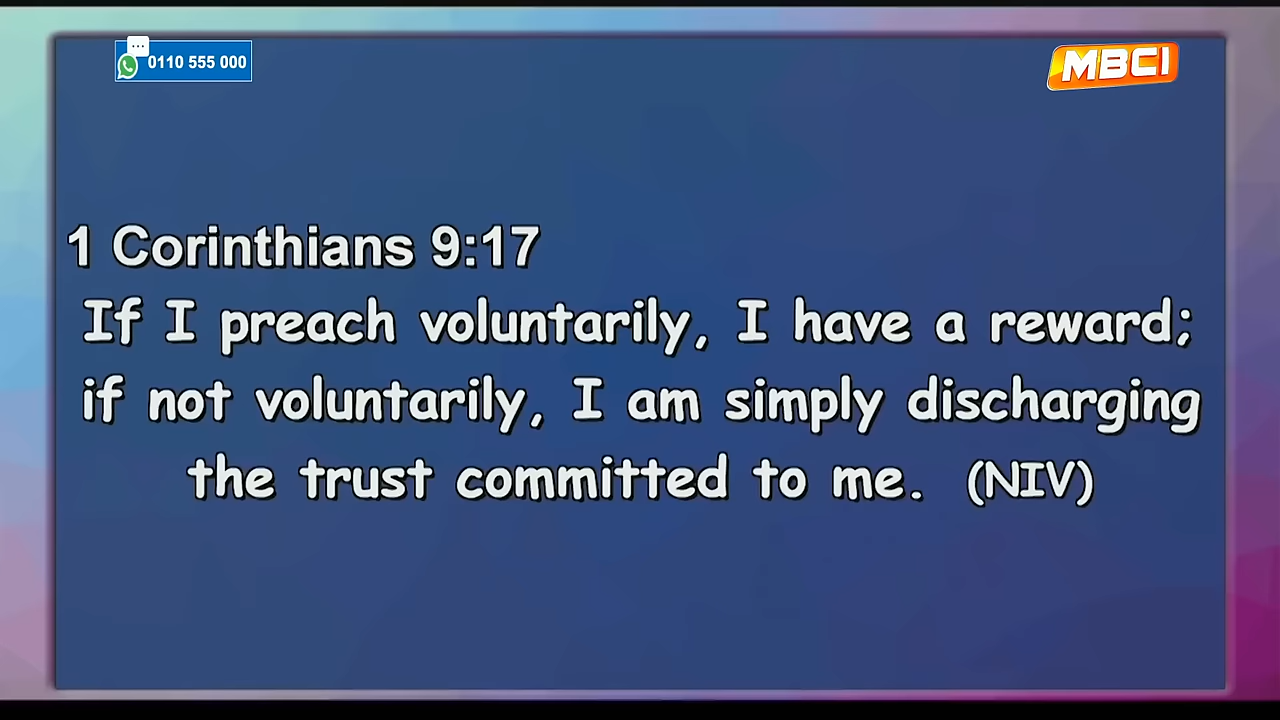 0110 555 000
MBCI
1 Corinthians 9:17
If I preach voluntarily, I have a reward;
if not voluntarily, I am simply discharging
the trust committed to me. (NIV)